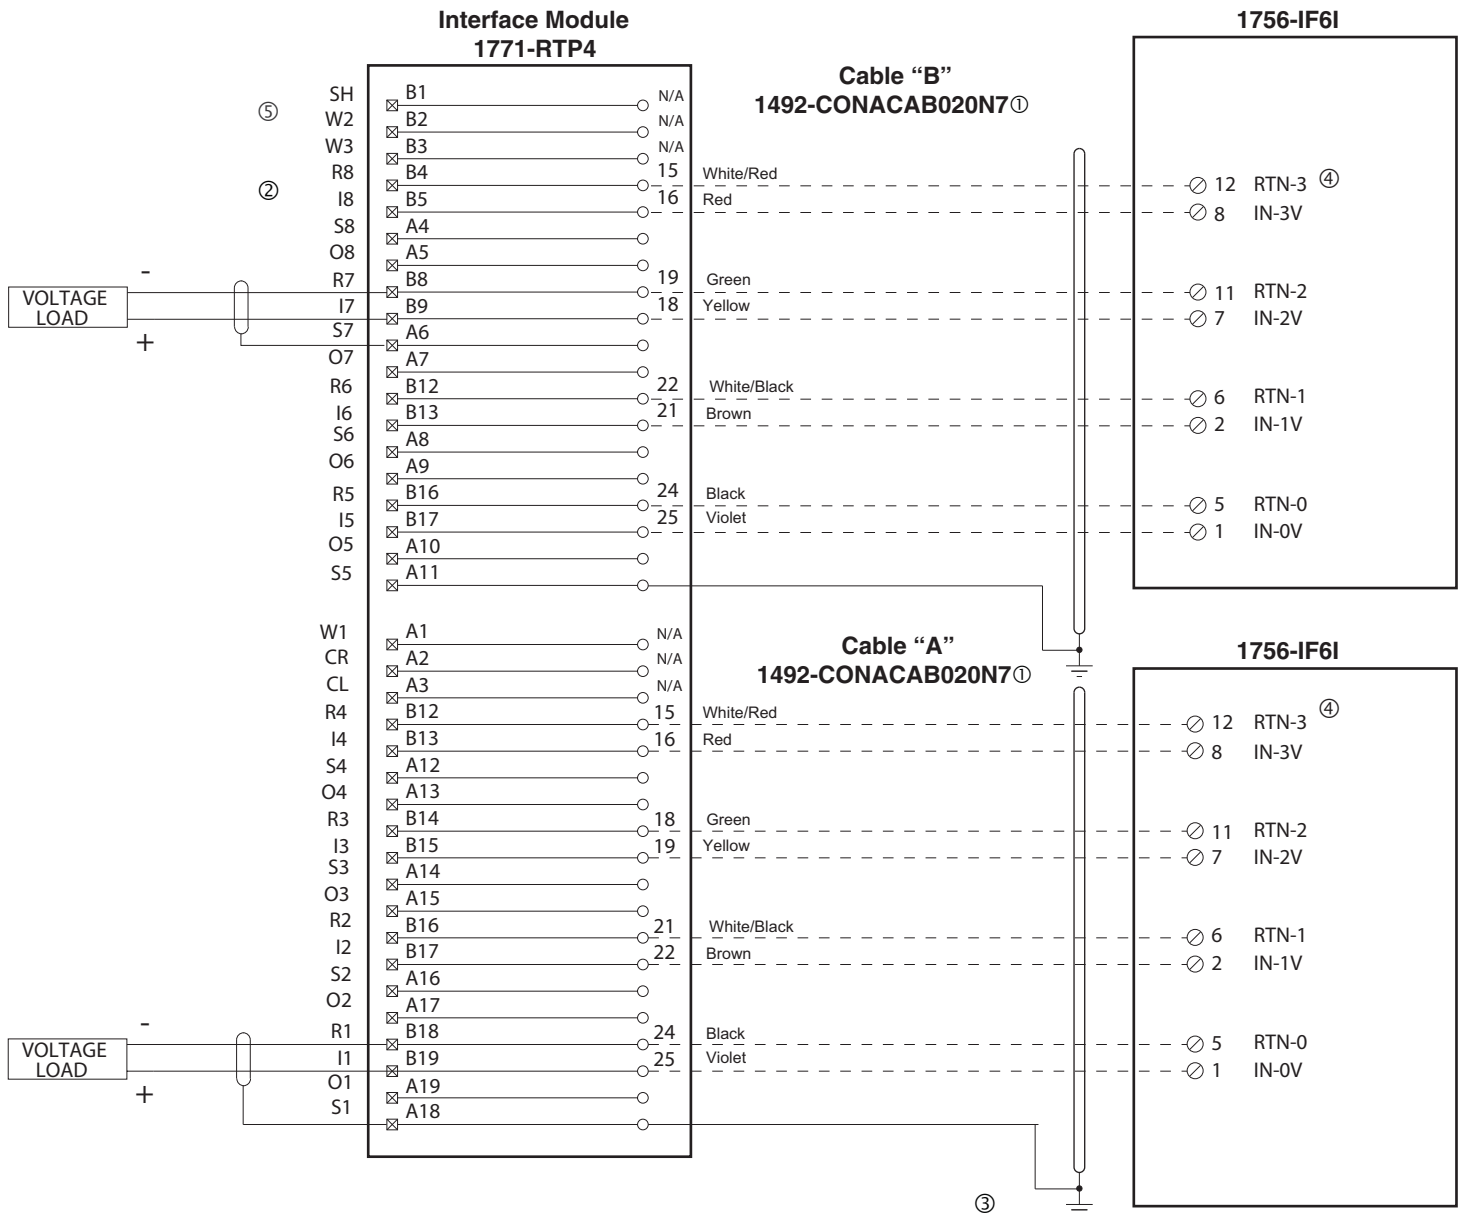 Interface Module
1771-RTP4
1756-IF6I
Cable “B”
1492-CONACAB020N7①
SH B1 N/A
⑤
W2 B2 N/A
W3 B3 N/A
R8 B4 15 White/Red 12 RTN-3 ④
②
I8 B5 16 Red 8 IN-3V
S8 A4
O8 A5
-
R7 B8 19 Green 11 RTN-2
VOLTAGE
LOAD
I7 B9 18 Yellow 7 IN-2V
+
S7 A6
O7 A7
R6 B12 22 White/Black 6 RTN-1
I6 B13 21 Brown 2 IN-1V
S6 A8
O6 A9
R5 B16 24 Black 5 RTN-0
I5 B17 25 Violet 1 IN-0V
O5 A10
S5 A11
W1 A1 N/A
Cable “A”
1492-CONACAB020N7①
1756-IF6I
CR A2 N/A
CL A3 N/A
R4 B12 15 White/Red 12 RTN-3 ④
I4 B13 16 Red 8 IN-3V
S4 A12
O4 A13
R3 B14 18 Green 11 RTN-2
I3 B15 19 Yellow 7 IN-2V
S3 A14
O3 A15
R2 B16 21 White/Black 6 RTN-1
I2 B17 22 Brown 2 IN-1V
S2 A16
O2 A17
-
R1 B18 24 Black 5 RTN-0
VOLTAGE
LOAD
I1 B19 25 Violet 1 IN-0V
+
O1 A19
S1 A18
③